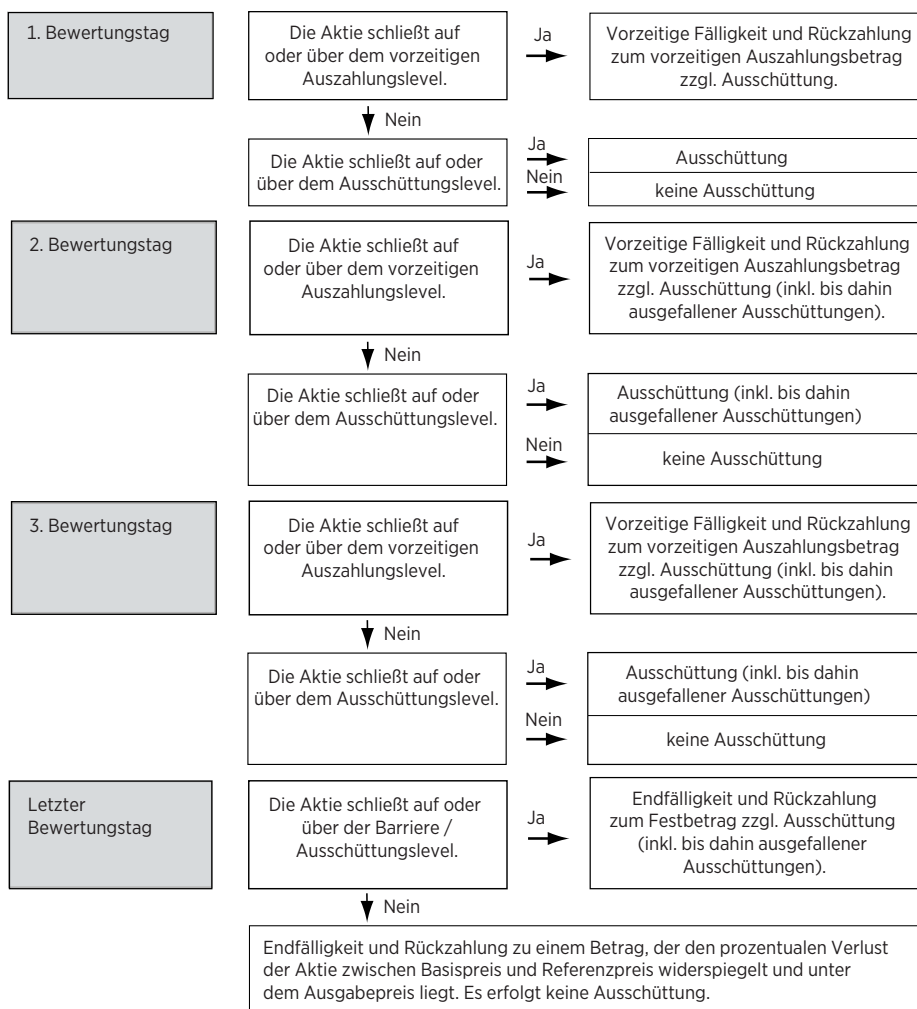 1. Bewertungstag
Die Aktie schließt auf
oder über dem vorzeitigen
Auszahlungslevel.
Ja
Vorzeitige Fälligkeit und Rückzahlung
zum vorzeitigen Auszahlungsbetrag
zzgl. Ausschüttung.
Nein
Die Aktie schließt auf oder
über dem Ausschüttungslevel.
Ja
Ausschüttung
Nein
keine Ausschüttung
2. Bewertungstag
Die Aktie schließt auf
oder über dem vorzeitigen
Auszahlungslevel.
Ja
Vorzeitige Fälligkeit und Rückzahlung
zum vorzeitigen Auszahlungsbetrag
zzgl. Ausschüttung (inkl. bis dahin
ausgefallener Ausschüttungen).
Nein
Die Aktie schließt auf oder
über dem Ausschüttungslevel.
Ja
Ausschüttung (inkl. bis dahin
ausgefallener Ausschüttungen)
Nein
keine Ausschüttung
3. Bewertungstag
Die Aktie schließt auf
oder über dem vorzeitigen
Auszahlungslevel.
Ja
Vorzeitige Fälligkeit und Rückzahlung
zum vorzeitigen Auszahlungsbetrag
zzgl. Ausschüttung (inkl. bis dahin
ausgefallener Ausschüttungen).
Nein
Die Aktie schließt auf oder
über dem Ausschüttungslevel.
Ja
Ausschüttung (inkl. bis dahin
ausgefallener Ausschüttungen)
Nein
keine Ausschüttung
Letzter
Bewertungstag
Die Aktie schließt auf oder
über der Barriere /
Ausschüttungslevel.
Ja
Endfälligkeit und Rückzahlung
zum Festbetrag zzgl. Ausschüttung
(inkl. bis dahin ausgefallener
Ausschüttungen).
Nein
Endfälligkeit und Rückzahlung zu einem Betrag, der den prozentualen Verlust
der Aktie zwischen Basispreis und Referenzpreis widerspiegelt und unter
dem Ausgabepreis liegt. Es erfolgt keine Ausschüttung.